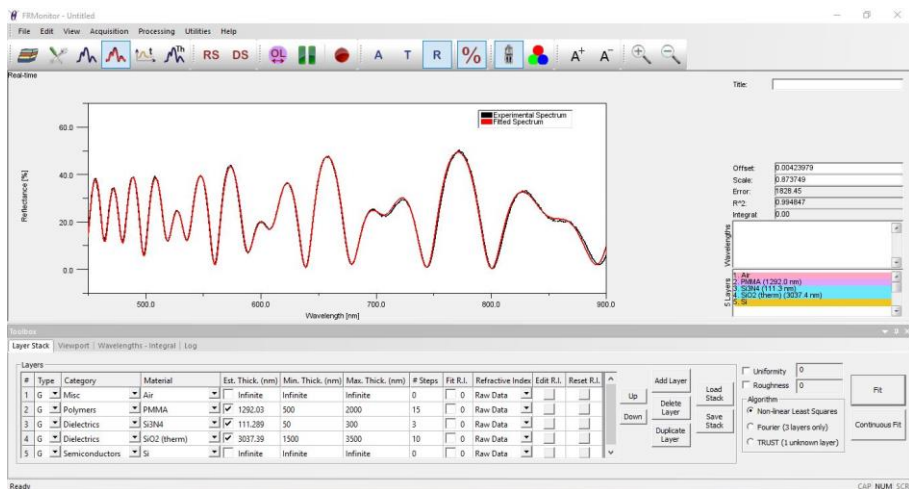 FRMonitor - Untitled
File Edit View Acquisition Processing Utilities Help
t Th RS DS OL A T R % A+ A-
Real-time
Title:
Experimental Spectrum
Fitted Spectrum
60.0
40.0
20.0
0.0
Reflectance [%]
500.0 600.0 700.0 800.0 900.0
Wavelength [nm]
Offset: 0.00423979
Scale: 0.873749
Error: 1828.45
R^2: 0.994847
Integral: 0.00
Wavelengths
5 Layers
1. Air
2. PMMA (1292.0 nm)
3. Si3N4 (111.3 nm)
4. SiO2 (therm) (3037.4 nm)
5. Si
Toolbox
Layer Stack Viewport Wavelengths - Integral Log
Layers
# Type Category Material Est. Thick. (nm) Min. Thick. (nm) Max. Thick. (nm) # Steps Fit R.I. Refractive Index Edit R.I. Reset R.I.
1 G Misc Air Infinite Infinite Infinite 0 0 Raw Data
2 G Polymers PMMA 1292.03 500 2000 15 0 Raw Data
3 G Dielectrics Si3N4 111.289 50 300 3 0 Raw Data
4 G Dielectrics SiO2 (therm) 3037.39 1500 3500 10 0 Raw Data
5 G Semiconductors Si Infinite Infinite Infinite 0 0 Raw Data
Up
Down
Add Layer
Delete Layer
Duplicate Layer
Load Stack
Save Stack
Uniformity 0
Roughness 0
Algorithm
Non-linear Least Squares
Fourier (3 layers only)
TRUST (1 unknown layer)
Fit
Continuous Fit
Ready
CAP NUM SCR